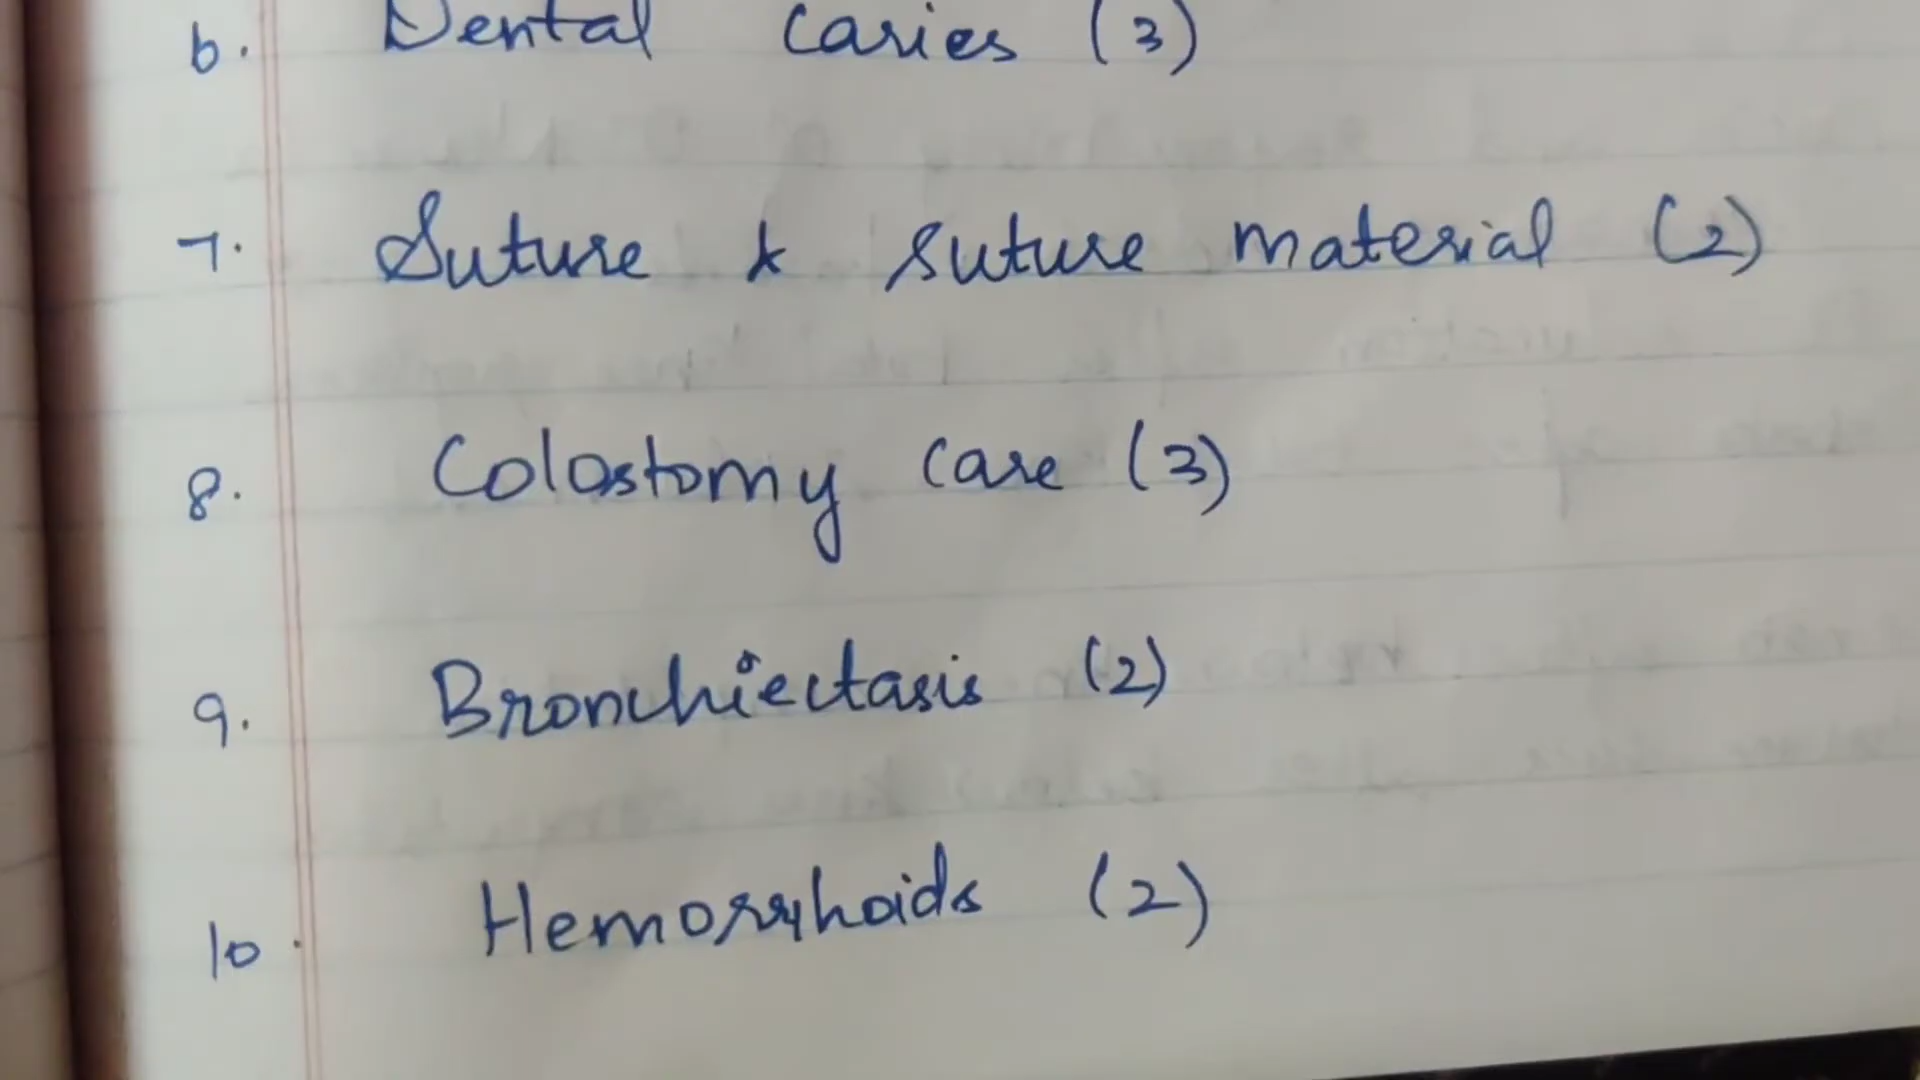 6. Dental Caries (3)
7. Suture & suture material (2)
8. Colostomy care (3)
9. Bronchiectasis (2)
10. Hemorrhoids (2)